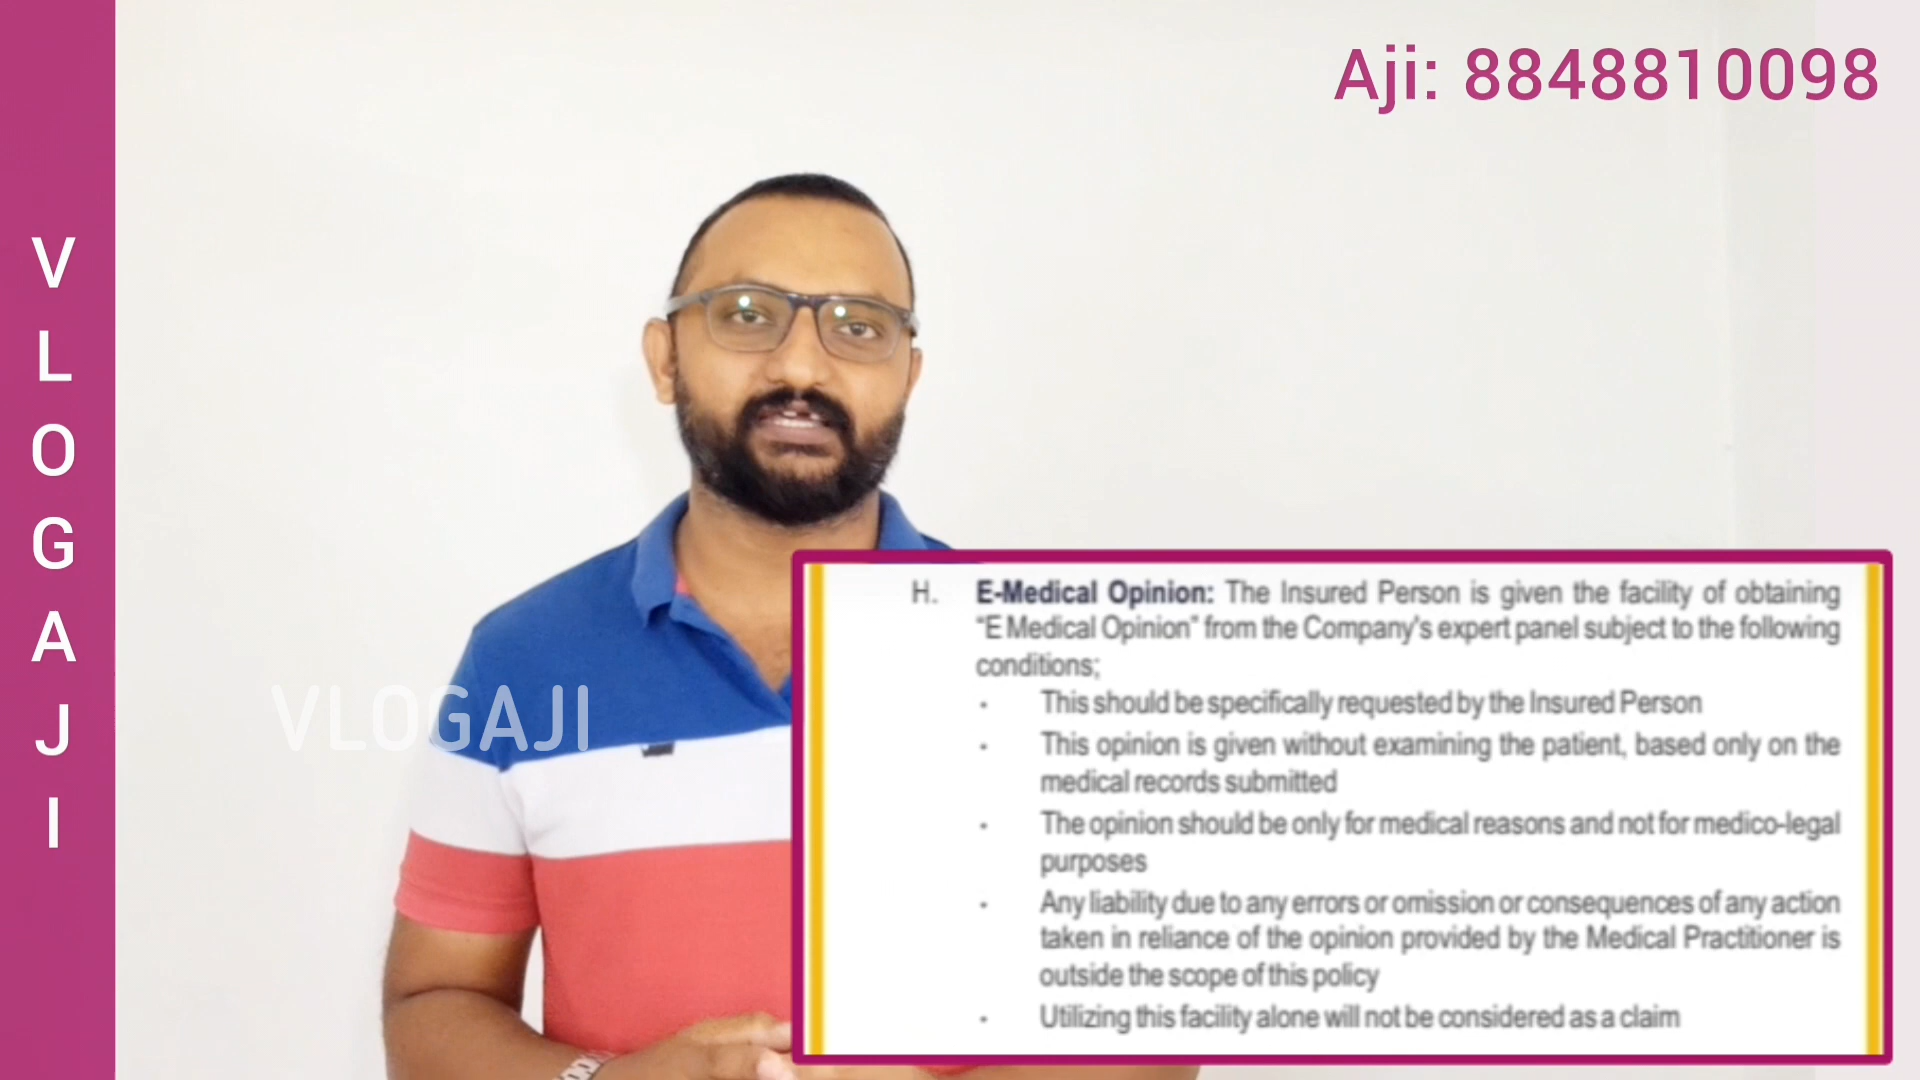 Aji: 8848810098
VLOGAJI
VLOGAJI
H. E-Medical Opinion: The Insured Person is given the facility of obtaining
“E Medical Opinion” from the Company's expert panel subject to the following
conditions;
• This should be specifically requested by the Insured Person
• This opinion is given without examining the patient, based only on the
medical records submitted
• The opinion should be only for medical reasons and not for medico-legal
purposes
• Any liability due to any errors or omission or consequences of any action
taken in reliance of the opinion provided by the Medical Practitioner is
outside the scope of this policy
• Utilizing this facility alone will not be considered as a claim